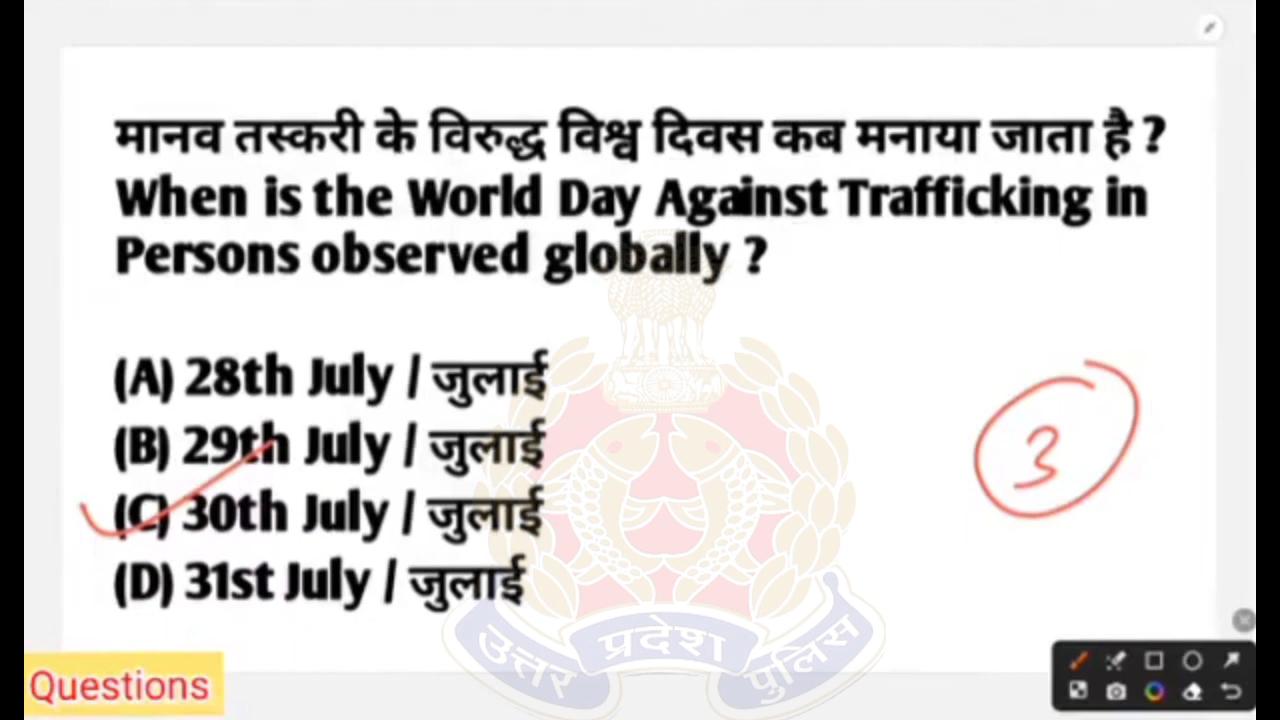 मानव तस्करी के विरुद्ध विश्व दिवस कब मनाया जाता है ?
When is the World Day Against Trafficking in
Persons observed globally ?
(A) 28th July / जुलाई
(B) 29th July / जुलाई
(C) 30th July / जुलाई
(D) 31st July / जुलाई
3
उत्तर प्रदेश पुलिस
Questions